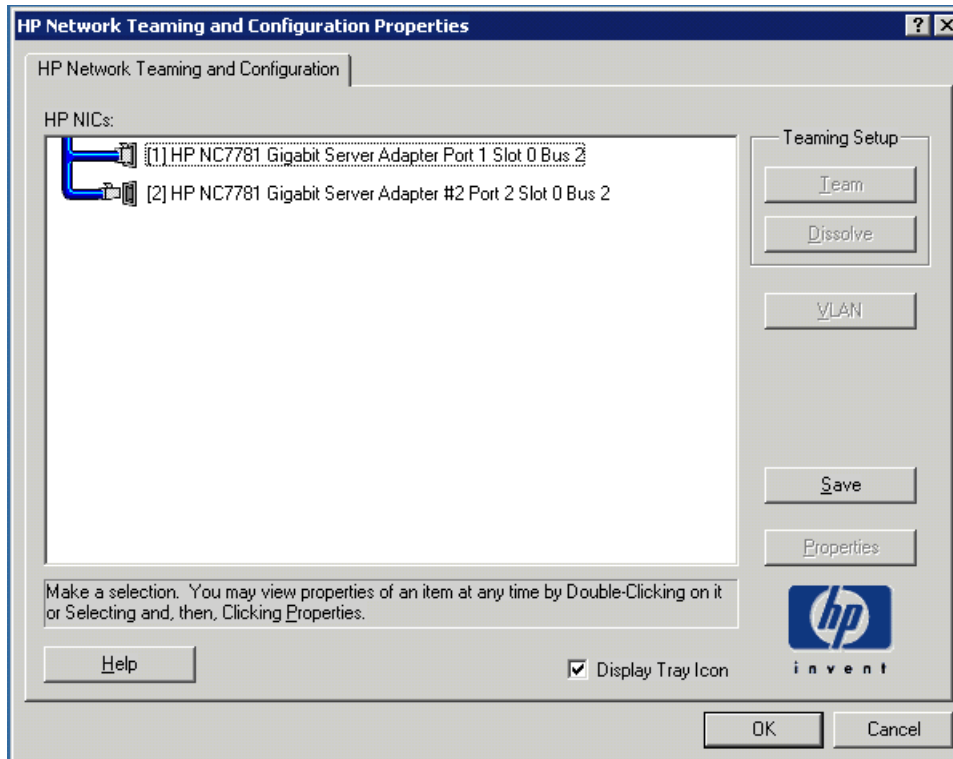 HP Network Teaming and Configuration Properties
HP Network Teaming and Configuration
HP NICs:
[1] HP NC7781 Gigabit Server Adapter Port 1 Slot 0 Bus 2
[2] HP NC7781 Gigabit Server Adapter #2 Port 2 Slot 0 Bus 2
Teaming Setup
Team
Dissolve
VLAN
Save
Properties
Make a selection. You may view properties of an item at any time by Double-Clicking on it
or Selecting and, then, Clicking Properties.
hp
invent
Help
Display Tray Icon
OK
Cancel